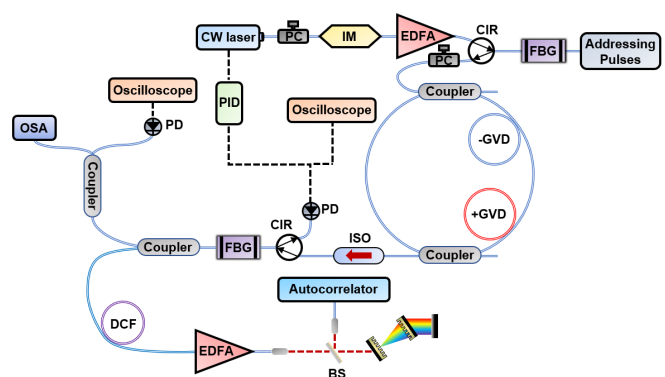 CW laser
PC
IM
EDFA
CIR
PC
FBG
Addressing
Pulses
Oscilloscope
PID
Oscilloscope
Coupler
OSA
PD
-GVD
Coupler
+GVD
PD
CIR
ISO
Coupler
FBG
Coupler
Autocorrelator
DCF
EDFA
BS